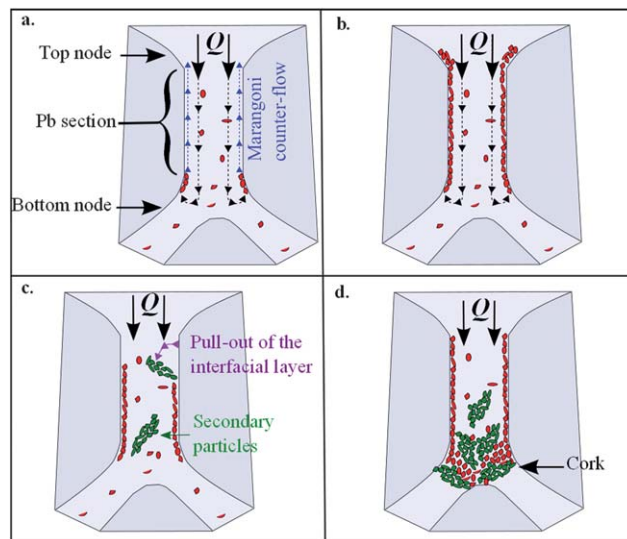 a.
Q
Top node
Pb section
Marangoni
counter-flow
Bottom node
b.
Q
c.
Q
Pull-out of the
interfacial layer
Secondary
particles
d.
Q
Cork